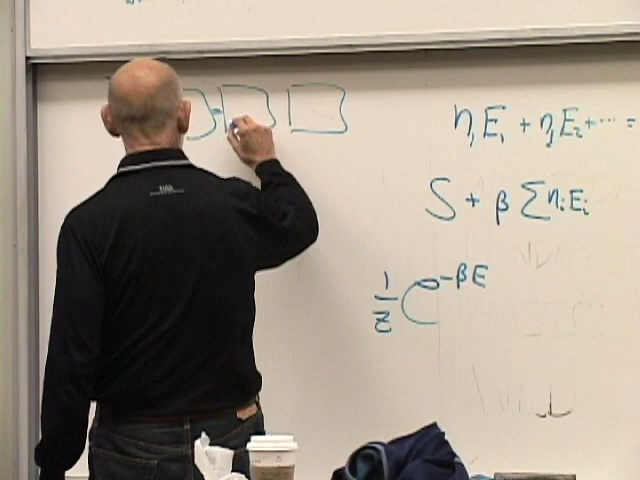 n₁E₁ + n₂E₂ + ··· =
S + β Σ nᵢEᵢ
1/z e^-βE